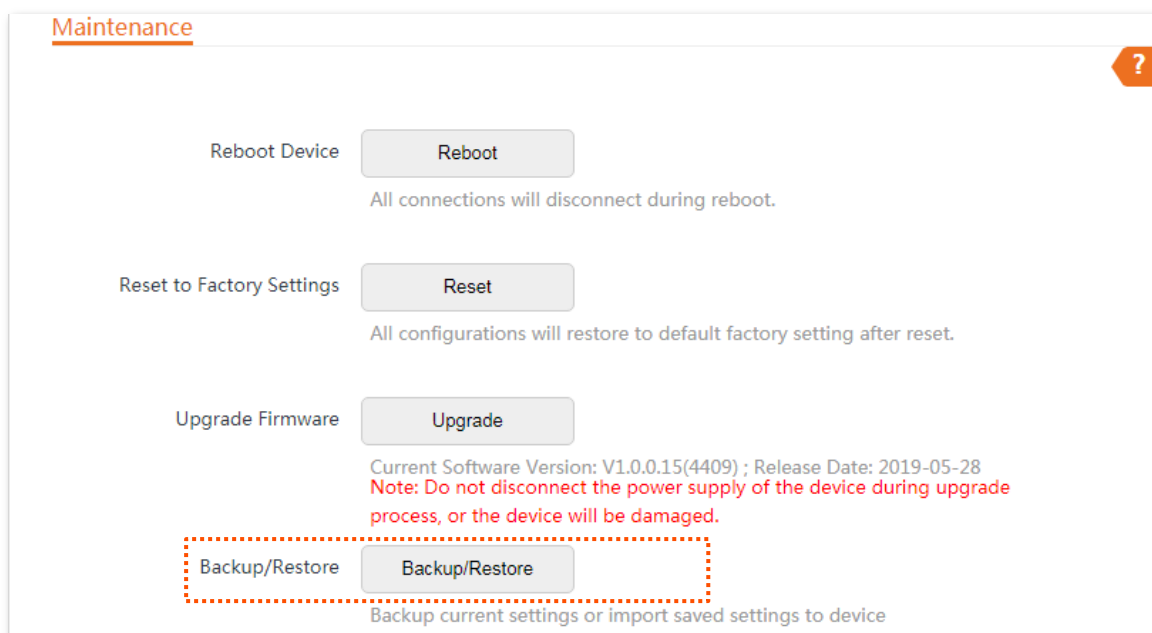 Maintenance
?
Reboot Device Reboot
All connections will disconnect during reboot.
Reset to Factory Settings Reset
All configurations will restore to default factory setting after reset.
Upgrade Firmware Upgrade
Current Software Version: V1.0.0.15(4409) ; Release Date: 2019-05-28
Note: Do not disconnect the power supply of the device during upgrade
process, or the device will be damaged.
Backup/Restore Backup/Restore
Backup current settings or import saved settings to device